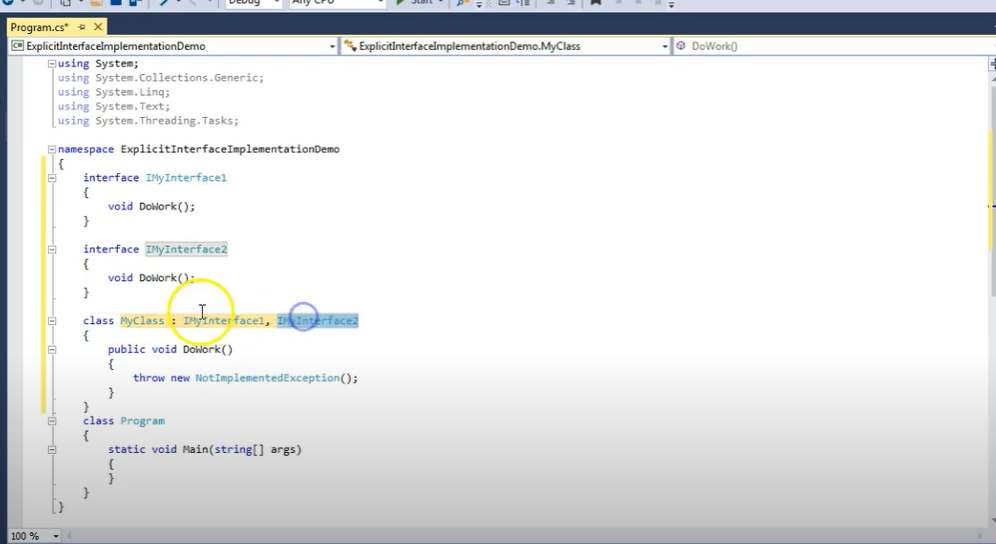 Debug
Any CPU
Start
Program.cs*
ExplicitInterfaceImplementationDemo
ExplicitInterfaceImplementationDemo.MyClass
DoWork()
using System;
using System.Collections.Generic;
using System.Linq;
using System.Text;
using System.Threading.Tasks;
namespace ExplicitInterfaceImplementationDemo
{
interface IMyInterface1
{
void DoWork();
}
interface IMyInterface2
{
void DoWork();
}
class MyClass : IMyInterface1, IMyInterface2
{
public void DoWork()
{
throw new NotImplementedException();
}
}
class Program
{
static void Main(string[] args)
{
}
}
}
100 %